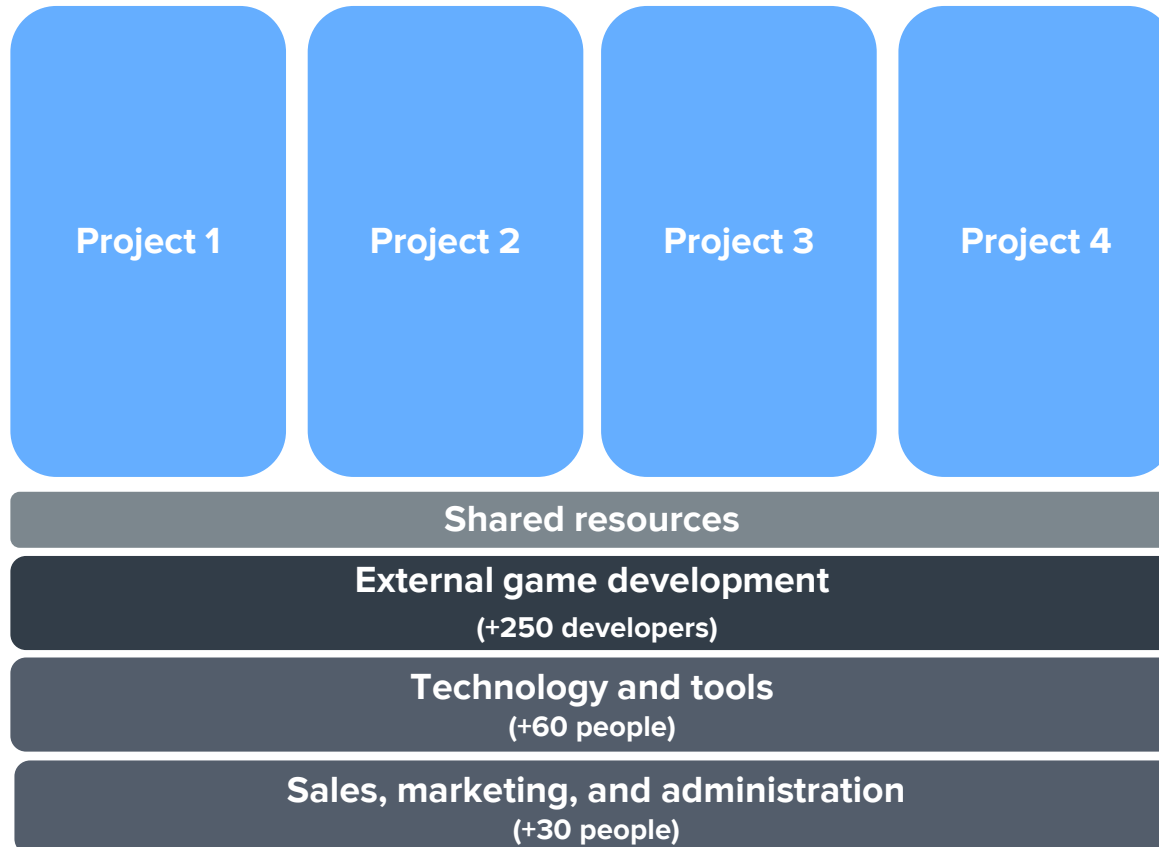 Project 1
Project 2
Project 3
Project 4
Shared resources
External game development
(+250 developers)
Technology and tools
(+60 people)
Sales, marketing, and administration
(+30 people)